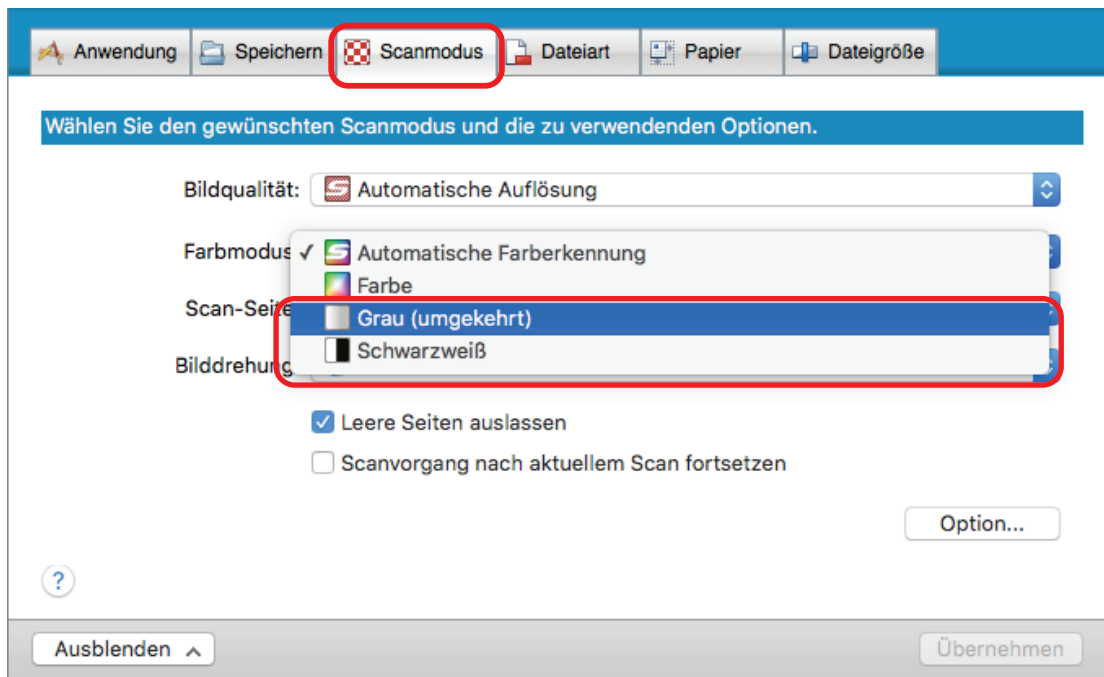 Anwendung Speichern Scanmodus Dateiart Papier Dateigröße
Wählen Sie den gewünschten Scanmodus und die zu verwendenden Optionen.
Bildqualität: Automatische Auflösung
Farbmodus ✓ Automatische Farberkennung
Farbe
Scan-Seite Grau (umgekehrt)
Schwarzweiß
Bilddrehung
Leere Seiten auslassen
Scanvorgang nach aktuellem Scan fortsetzen
Option...
?
Ausblenden Übernehmen